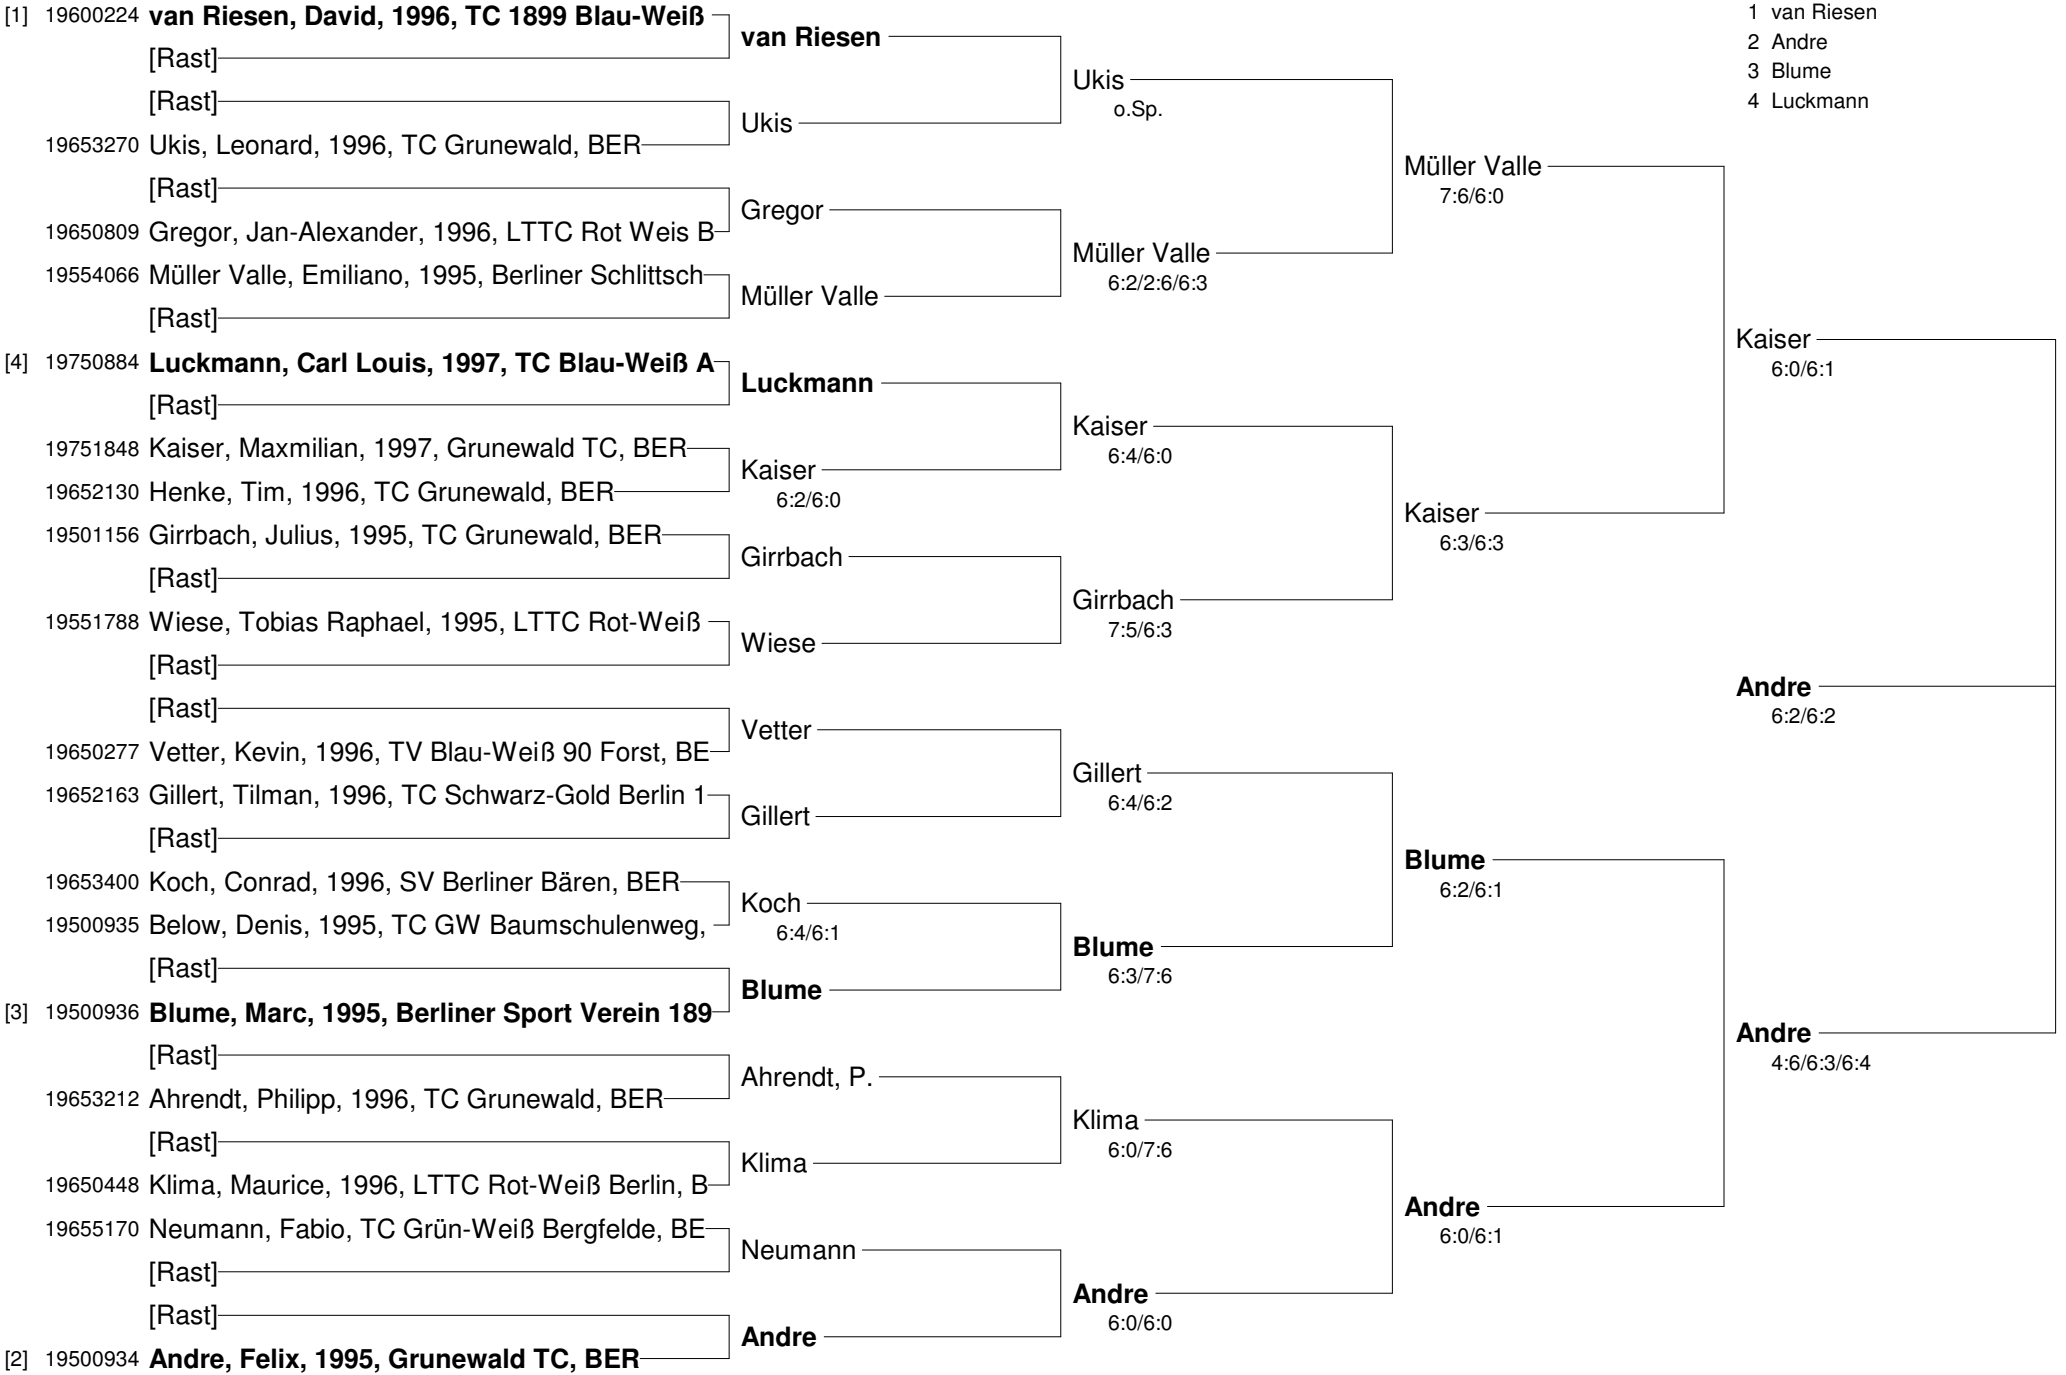 [1] 19600224 van Riesen, David, 1996, TC 1899 Blau-Weiß
1 van Riesen
van Riesen
2 Andre
[Rast]
3 Blume
Ukis
[Rast]
4 Luckmann
o.Sp.
Ukis
19653270 Ukis, Leonard, 1996, TC Grunewald, BER
Müller Valle
[Rast]
7:6/6:0
Gregor
19650809 Gregor, Jan-Alexander, 1996, LTTC Rot Weis B
Müller Valle
19554066 Müller Valle, Emiliano, 1995, Berliner Schlittsch
6:2/2:6/6:3
Müller Valle
[Rast]
Kaiser
[4] 19750884 Luckmann, Carl Louis, 1997, TC Blau-Weiß A
6:0/6:1
Luckmann
[Rast]
Kaiser
19751848 Kaiser, Maxmilian, 1997, Grunewald TC, BER
6:4/6:0
Kaiser
19652130 Henke, Tim, 1996, TC Grunewald, BER
6:2/6:0
Kaiser
19501156 Girrbach, Julius, 1995, TC Grunewald, BER
6:3/6:3
Girrbach
[Rast]
Girrbach
19551788 Wiese, Tobias Raphael, 1995, LTTC Rot-Weiß
7:5/6:3
Wiese
[Rast]
Andre
[Rast]
6:2/6:2
Vetter
19650277 Vetter, Kevin, 1996, TV Blau-Weiß 90 Forst, BE
Gillert
19652163 Gillert, Tilman, 1996, TC Schwarz-Gold Berlin 1
6:4/6:2
Gillert
[Rast]
Blume
19653400 Koch, Conrad, 1996, SV Berliner Bären, BER
6:2/6:1
Koch
19500935 Below, Denis, 1995, TC GW Baumschulenweg,
6:4/6:1
Blume
[Rast]
6:3/7:6
Blume
[3] 19500936 Blume, Marc, 1995, Berliner Sport Verein 189
Andre
[Rast]
4:6/6:3/6:4
Ahrendt, P.
19653212 Ahrendt, Philipp, 1996, TC Grunewald, BER
Klima
[Rast]
6:0/7:6
Klima
19650448 Klima, Maurice, 1996, LTTC Rot-Weiß Berlin, B
Andre
19655170 Neumann, Fabio, TC Grün-Weiß Bergfelde, BE
6:0/6:1
Neumann
[Rast]
Andre
[Rast]
6:0/6:0
Andre
[2] 19500934 Andre, Felix, 1995, Grunewald TC, BER